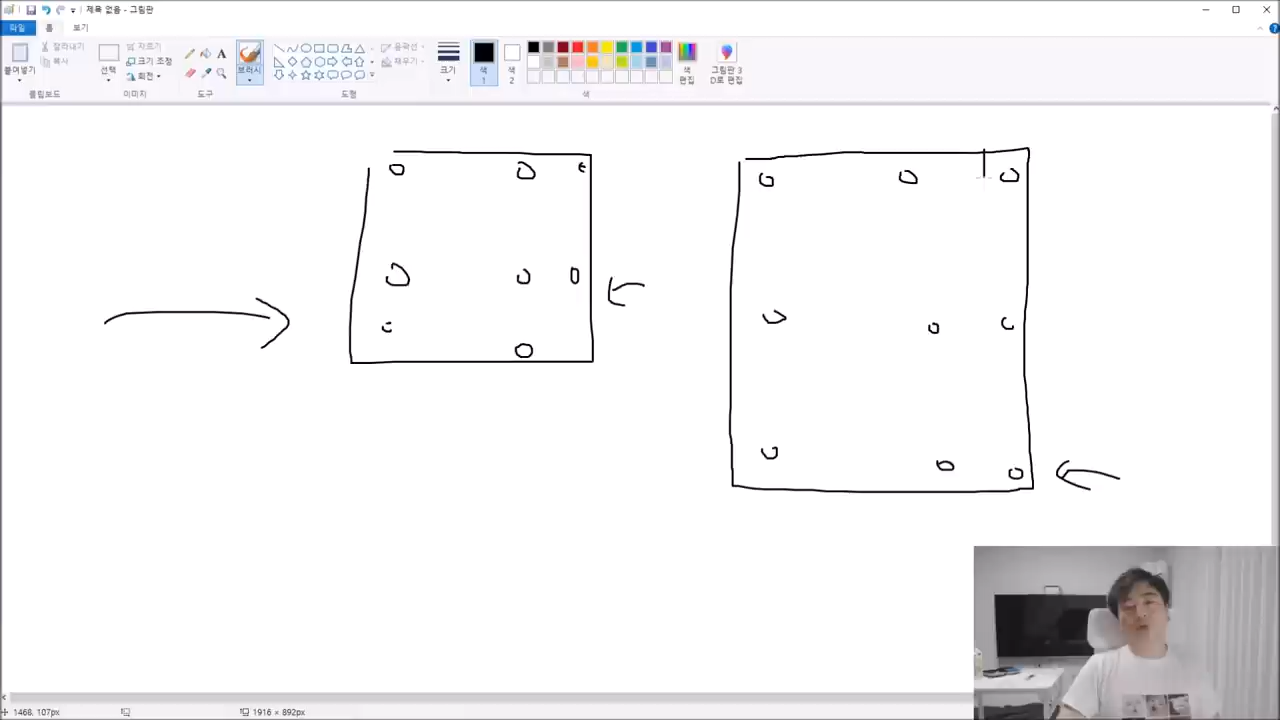 제목 없음 - 그림판
파일 홈 보기
붙여넣기
잘라내기
복사
클립보드
선택
자르기
크기 조정
회전
이미지
A
도구
브러시
윤곽선
채우기
도형
크기
색 1
색 2
색 편집
색
그림판 3D로 편집
1468, 107px
1916 × 892px